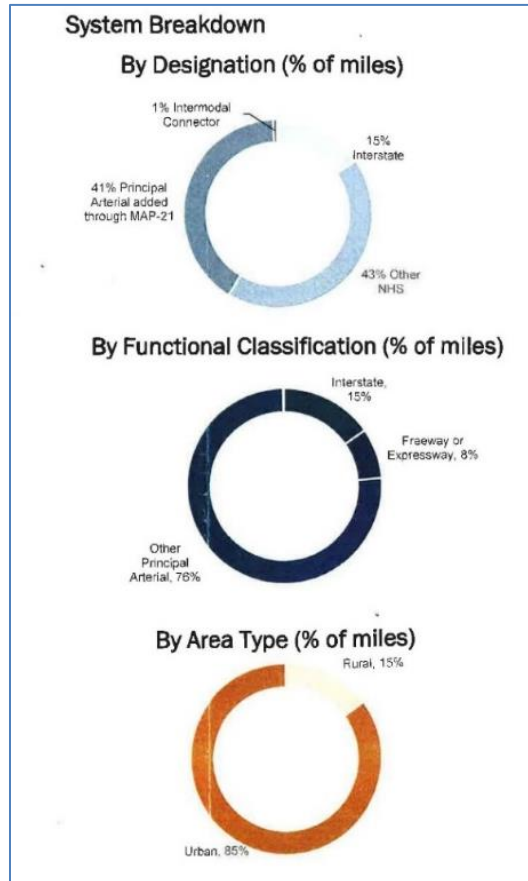 System Breakdown
By Designation (% of miles)
1% Intermodal
Connector
15%
Interstate
41% Principal
Arterial added
through MAP-21
43% Other
NHS
By Functional Classification (% of miles)
Interstate,
15%
Freeway or
Expressway, 8%
Other
Principal
Arterial, 76%
By Area Type (% of miles)
Rural, 15%
Urban, 85%